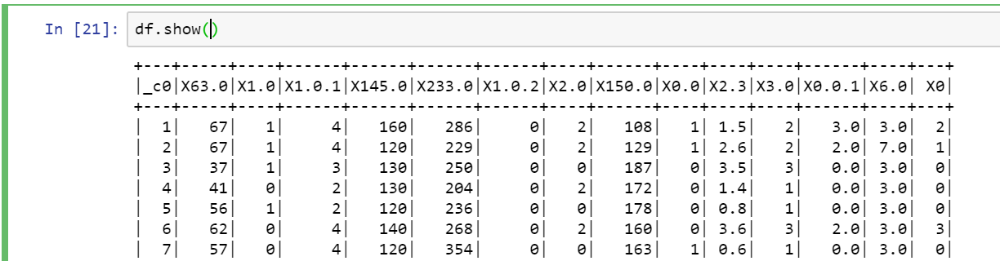 In [21]: df.show()
+---+-----+----+------+------+------+------+----+------+----+----+----+------+----+---+
|_c0|X63.0|X1.0|X1.0.1|X145.0|X233.0|X1.0.2|X2.0|X150.0|X0.0|X2.3|X3.0|X0.0.1|X6.0| X0|
+---+-----+----+------+------+------+------+----+------+----+----+----+------+----+---+
|  1|   67|   1|     4|   160|   286|     0|   2|   108|   1| 1.5|   2|   3.0| 3.0|  2|
|  2|   67|   1|     4|   120|   229|     0|   2|   129|   1| 2.6|   2|   2.0| 7.0|  1|
|  3|   37|   1|     3|   130|   250|     0|   0|   187|   0| 3.5|   3|   0.0| 3.0|  0|
|  4|   41|   0|     2|   130|   204|     0|   2|   172|   0| 1.4|   1|   0.0| 3.0|  0|
|  5|   56|   1|     2|   120|   236|     0|   0|   178|   0| 0.8|   1|   0.0| 3.0|  0|
|  6|   62|   0|     4|   140|   268|     0|   2|   160|   0| 3.6|   3|   2.0| 3.0|  3|
|  7|   57|   0|     4|   120|   354|     0|   0|   163|   1| 0.6|   1|   0.0| 3.0|  0|